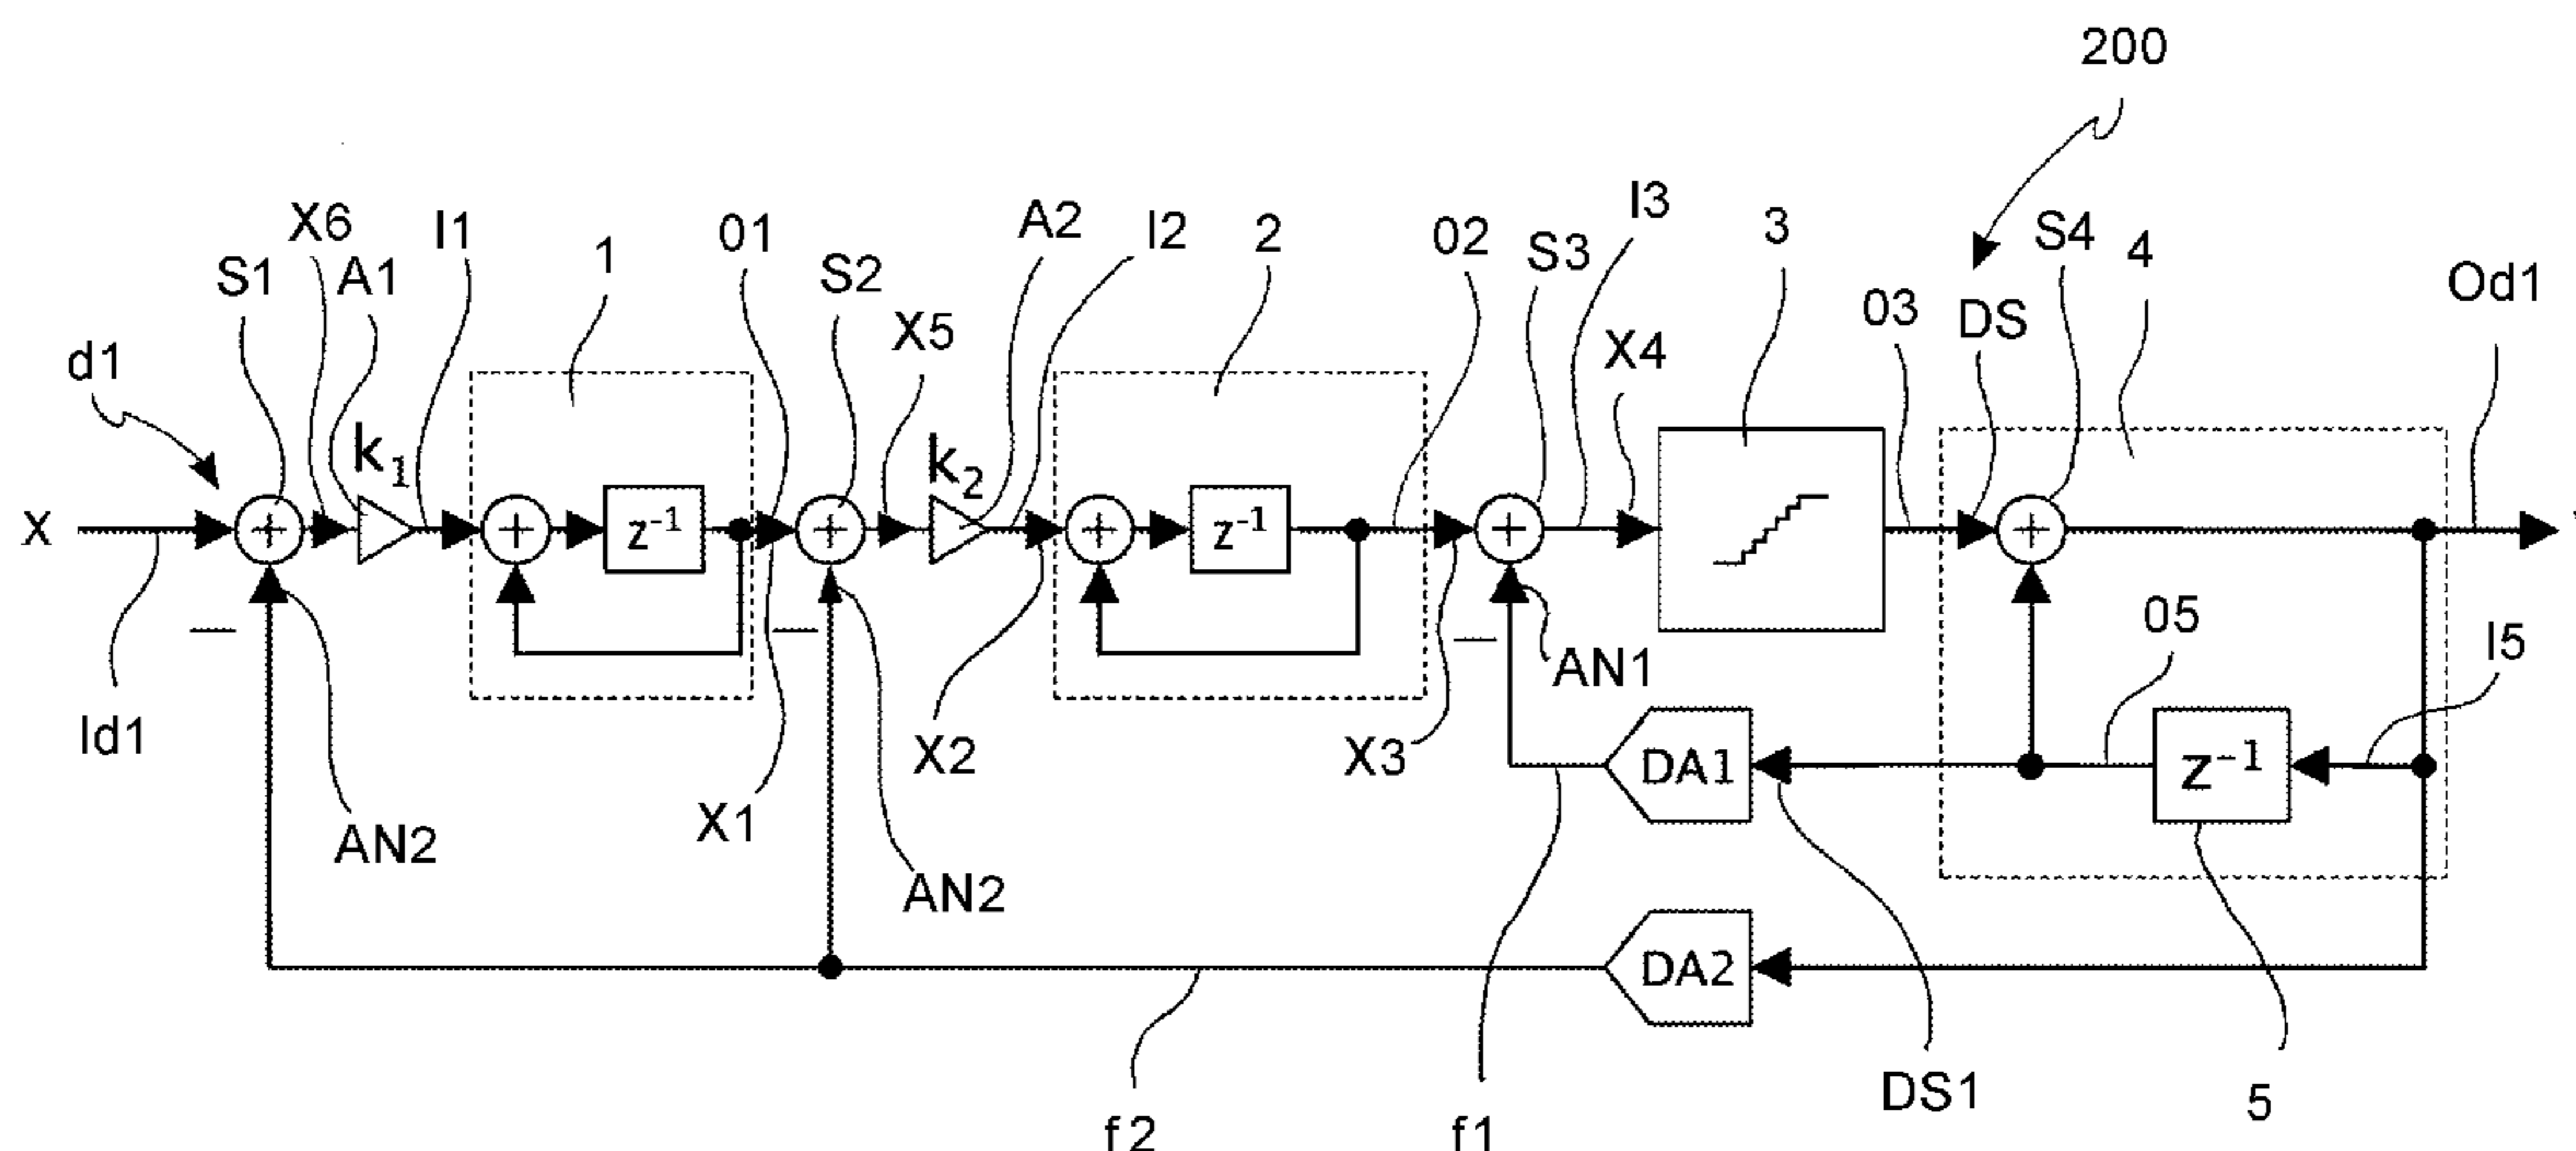 200
X6
I1
1
01
A2
I2
2
02
S3
I3
3
S4
4
S1
A1
S2
X5
03
DS
Od1
d1
X4
k₁
k₂
X
z⁻¹
z⁻¹
—
—
—
05
I5
AN1
Id1
X2
X3
DA1
z⁻¹
X1
AN2
AN2
DA2
DS1
5
f2
f1